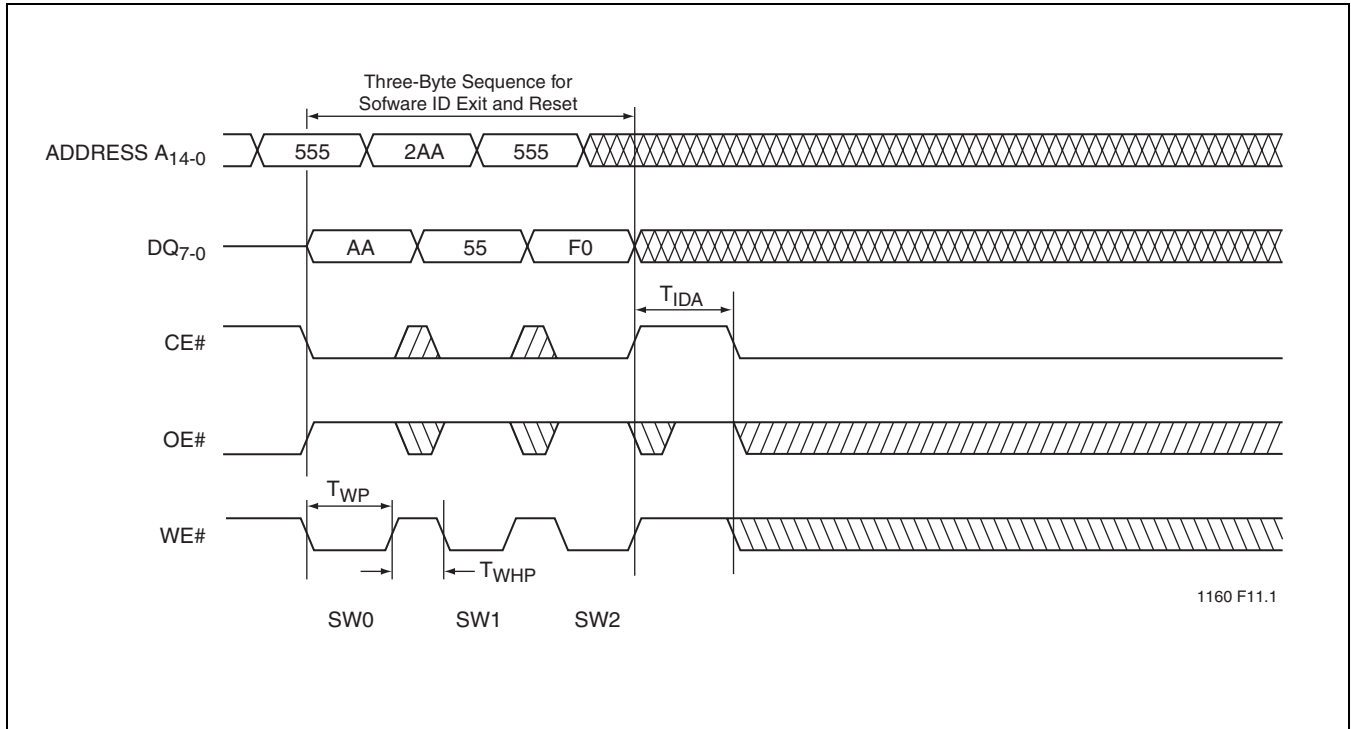 Three-Byte Sequence for
Sofware ID Exit and Reset
ADDRESS A14-0
555 2AA 555
DQ7-0
AA 55 F0
TIDA
CE#
OE#
TWP
WE#
TWHP
SW0 SW1 SW2
1160 F11.1